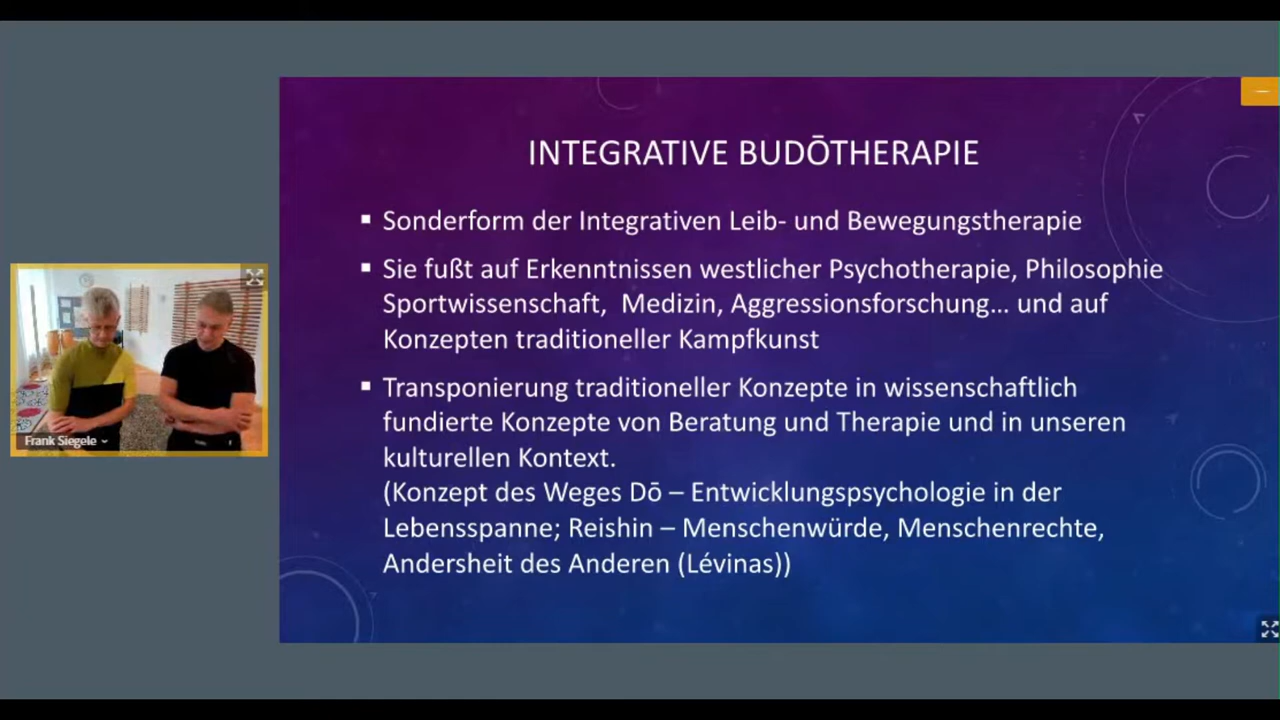 INTEGRATIVE BUDŌTHERAPIE
▪ Sonderform der Integrativen Leib- und Bewegungstherapie
▪ Sie fußt auf Erkenntnissen westlicher Psychotherapie, Philosophie
Sportwissenschaft,  Medizin, Aggressionsforschung... und auf
Konzepten traditioneller Kampfkunst
▪ Transponierung traditioneller Konzepte in wissenschaftlich
fundierte Konzepte von Beratung und Therapie und in unseren
kulturellen Kontext.
(Konzept des Weges Dō – Entwicklungspsychologie in der
Lebensspanne; Reishin – Menschenwürde, Menschenrechte,
Andersheit des Anderen (Lévinas))
Frank Siegele